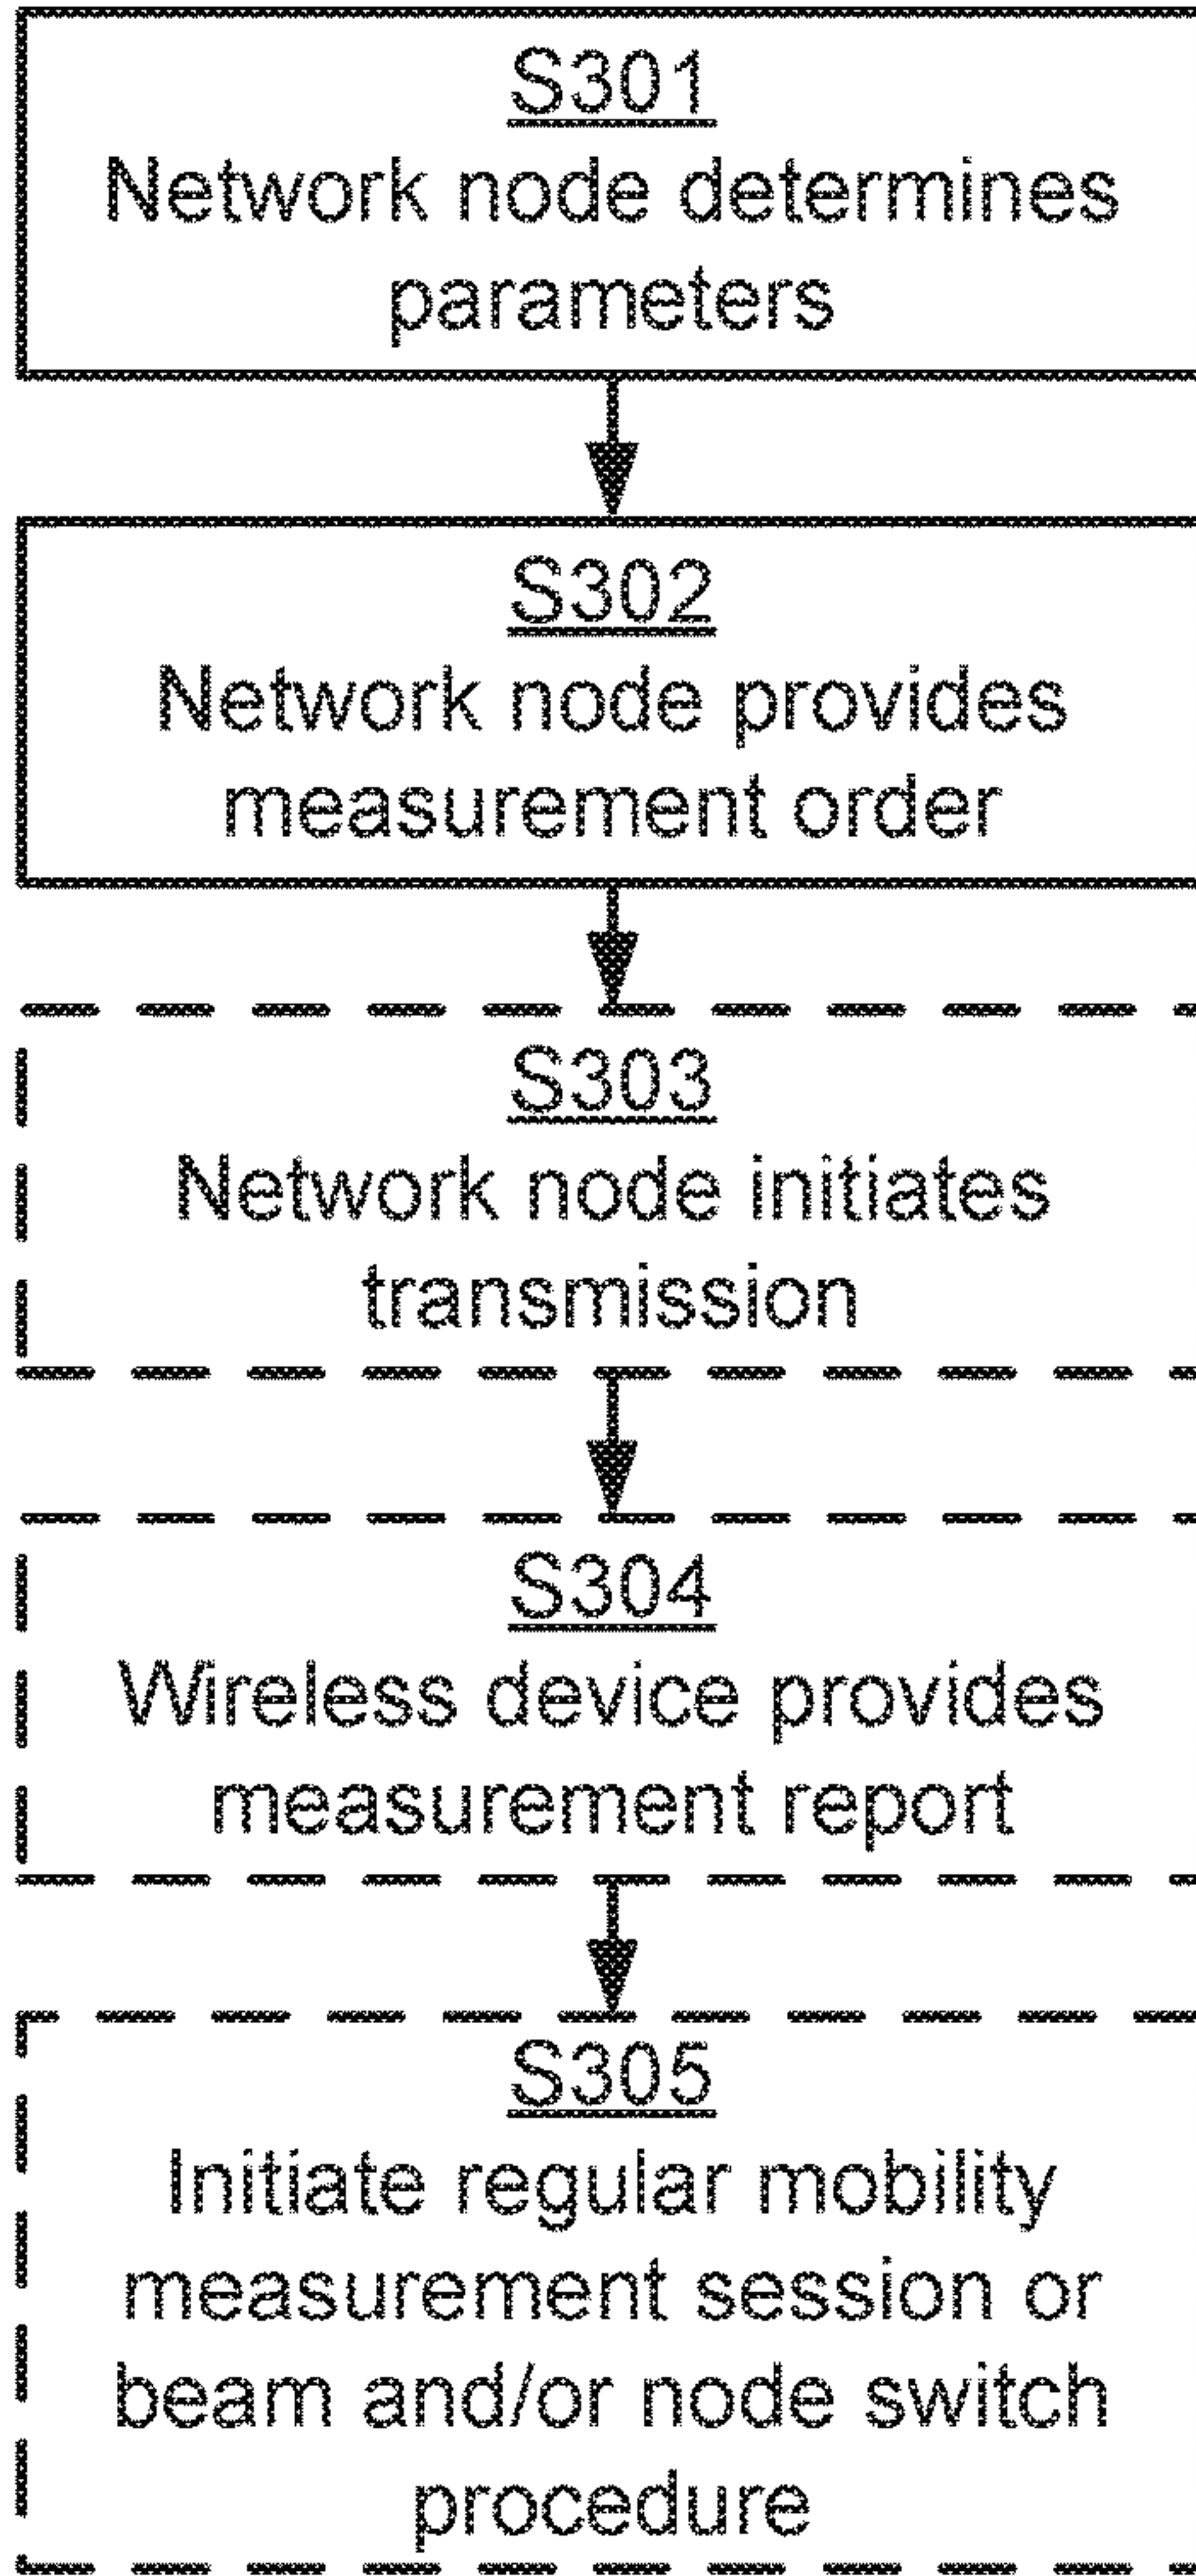 S301
Network node determines
parameters
S302
Network node provides
measurement order
S303
Network node initiates
transmission
S304
Wireless device provides
measurement report
S305
Initiate regular mobility
measurement session or
beam and/or node switch
procedure